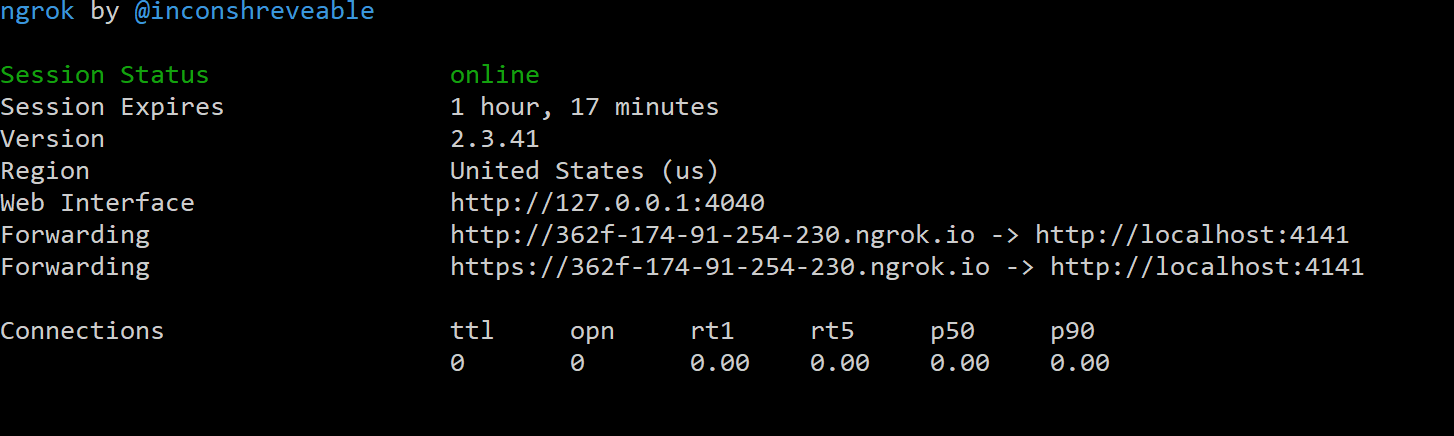 ngrok by @inconshreveable
Session Status online
Session Expires 1 hour, 17 minutes
Version 2.3.41
Region United States (us)
Web Interface http://127.0.0.1:4040
Forwarding http://362f-174-91-254-230.ngrok.io -> http://localhost:4141
Forwarding https://362f-174-91-254-230.ngrok.io -> http://localhost:4141
Connections ttl opn rt1 rt5 p50 p90
0 0 0.00 0.00 0.00 0.00